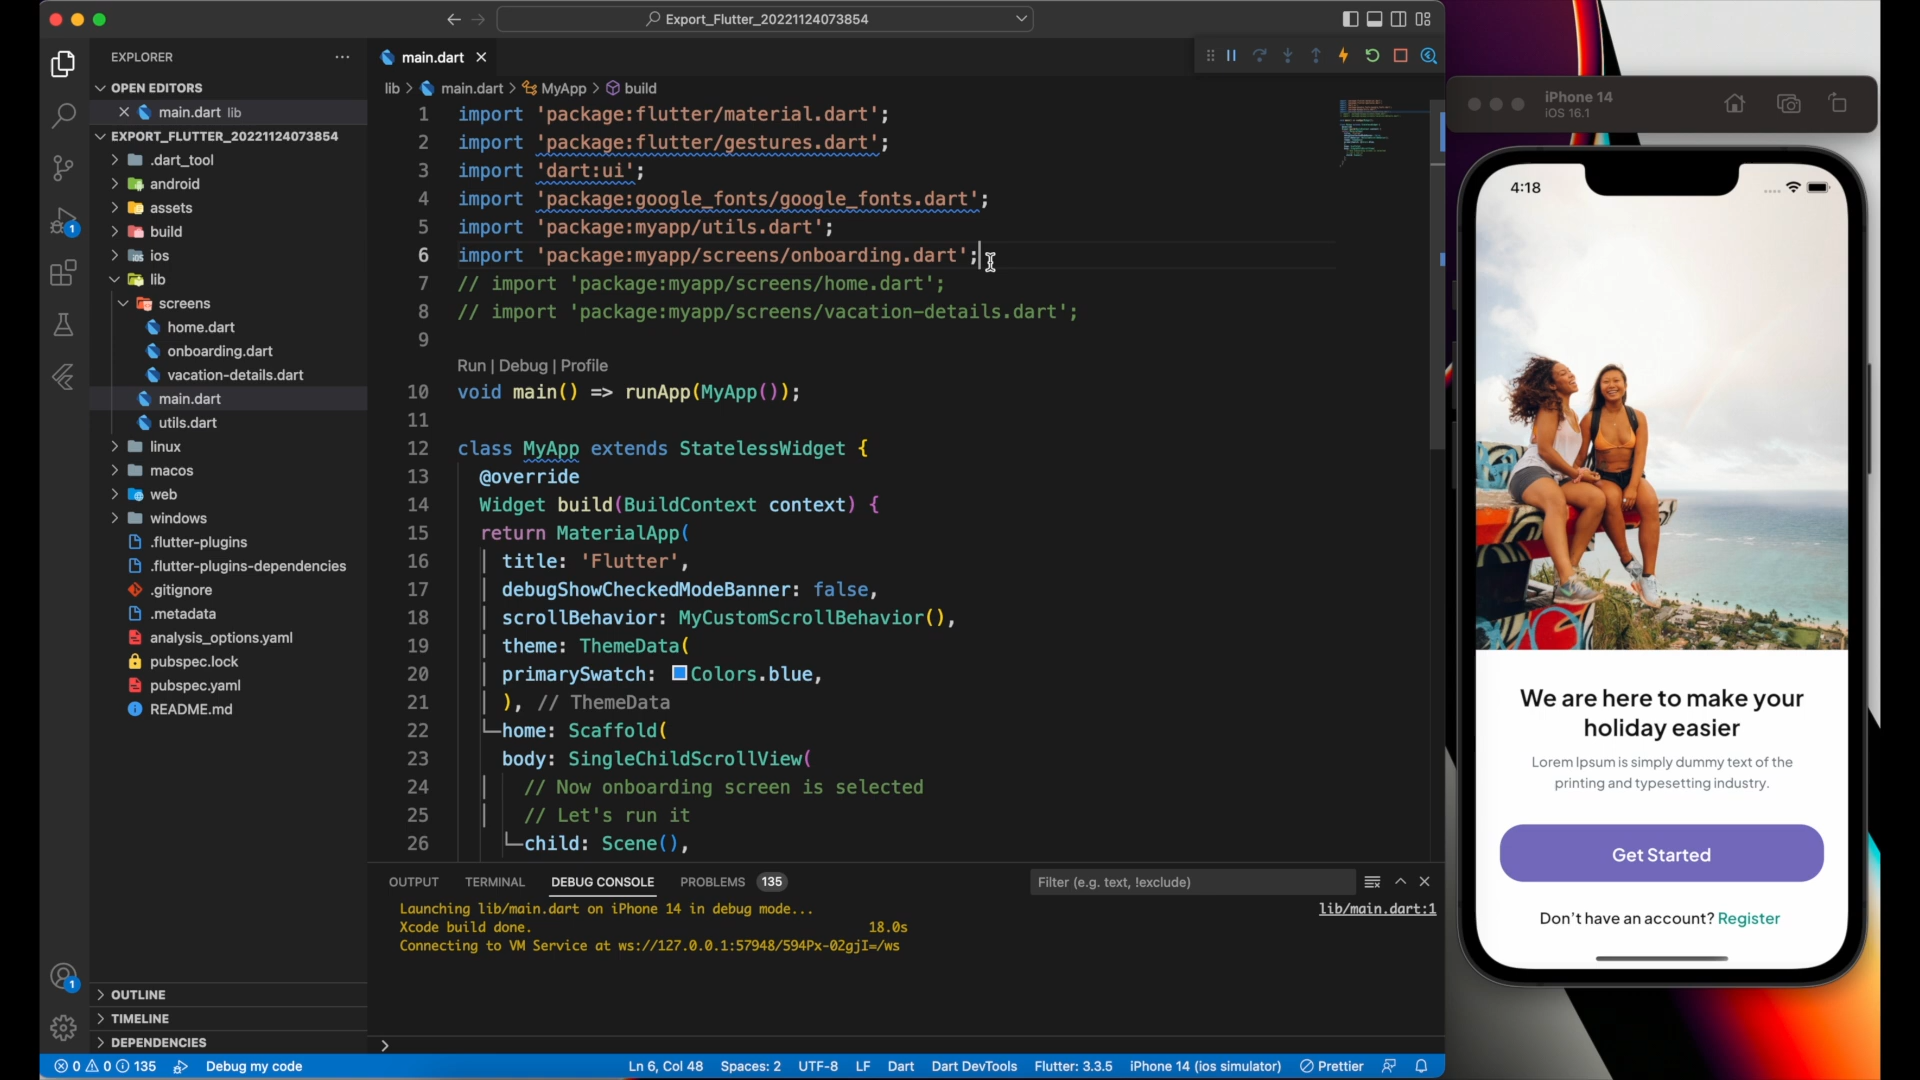 Export_Flutter_20221124073854
EXPLORER
OPEN EDITORS
main.dart lib
EXPORT_FLUTTER_20221124073854
.dart_tool
android
assets
build
ios
lib
screens
home.dart
onboarding.dart
vacation-details.dart
main.dart
utils.dart
linux
macos
web
windows
.flutter-plugins
.flutter-plugins-dependencies
.gitignore
.metadata
analysis_options.yaml
pubspec.lock
pubspec.yaml
README.md
OUTLINE
TIMELINE
DEPENDENCIES
1
1
main.dart
lib > main.dart > MyApp > build
1 import 'package:flutter/material.dart';
2 import 'package:flutter/gestures.dart';
3 import 'dart:ui';
4 import 'package:google_fonts/google_fonts.dart';
5 import 'package:myapp/utils.dart';
6 import 'package:myapp/screens/onboarding.dart';
7 // import 'package:myapp/screens/home.dart';
8 // import 'package:myapp/screens/vacation-details.dart';
9
Run | Debug | Profile
10 void main() => runApp(MyApp());
11
12 class MyApp extends StatelessWidget {
13 @override
14 Widget build(BuildContext context) {
15 return MaterialApp(
16 title: 'Flutter',
17 debugShowCheckedModeBanner: false,
18 scrollBehavior: MyCustomScrollBehavior(),
19 theme: ThemeData(
20 primarySwatch: Colors.blue,
21 ), // ThemeData
22 home: Scaffold(
23 body: SingleChildScrollView(
24 // Now onboarding screen is selected
25 // Let's run it
26 child: Scene(),
OUTPUT TERMINAL DEBUG CONSOLE PROBLEMS 135 Filter (e.g. text, !exclude)
Launching lib/main.dart on iPhone 14 in debug mode... lib/main.dart:1
Xcode build done. 18.0s
Connecting to VM Service at ws://127.0.0.1:57948/594Px-02gjI=/ws
0 0 135 Debug my code Ln 6, Col 48 Spaces: 2 UTF-8 LF Dart Dart DevTools Flutter: 3.3.5 iPhone 14 (ios simulator) Prettier
iPhone 14
iOS 16.1
4:18
We are here to make your
holiday easier
Lorem Ipsum is simply dummy text of the
printing and typesetting industry.
Get Started
Don't have an account? Register